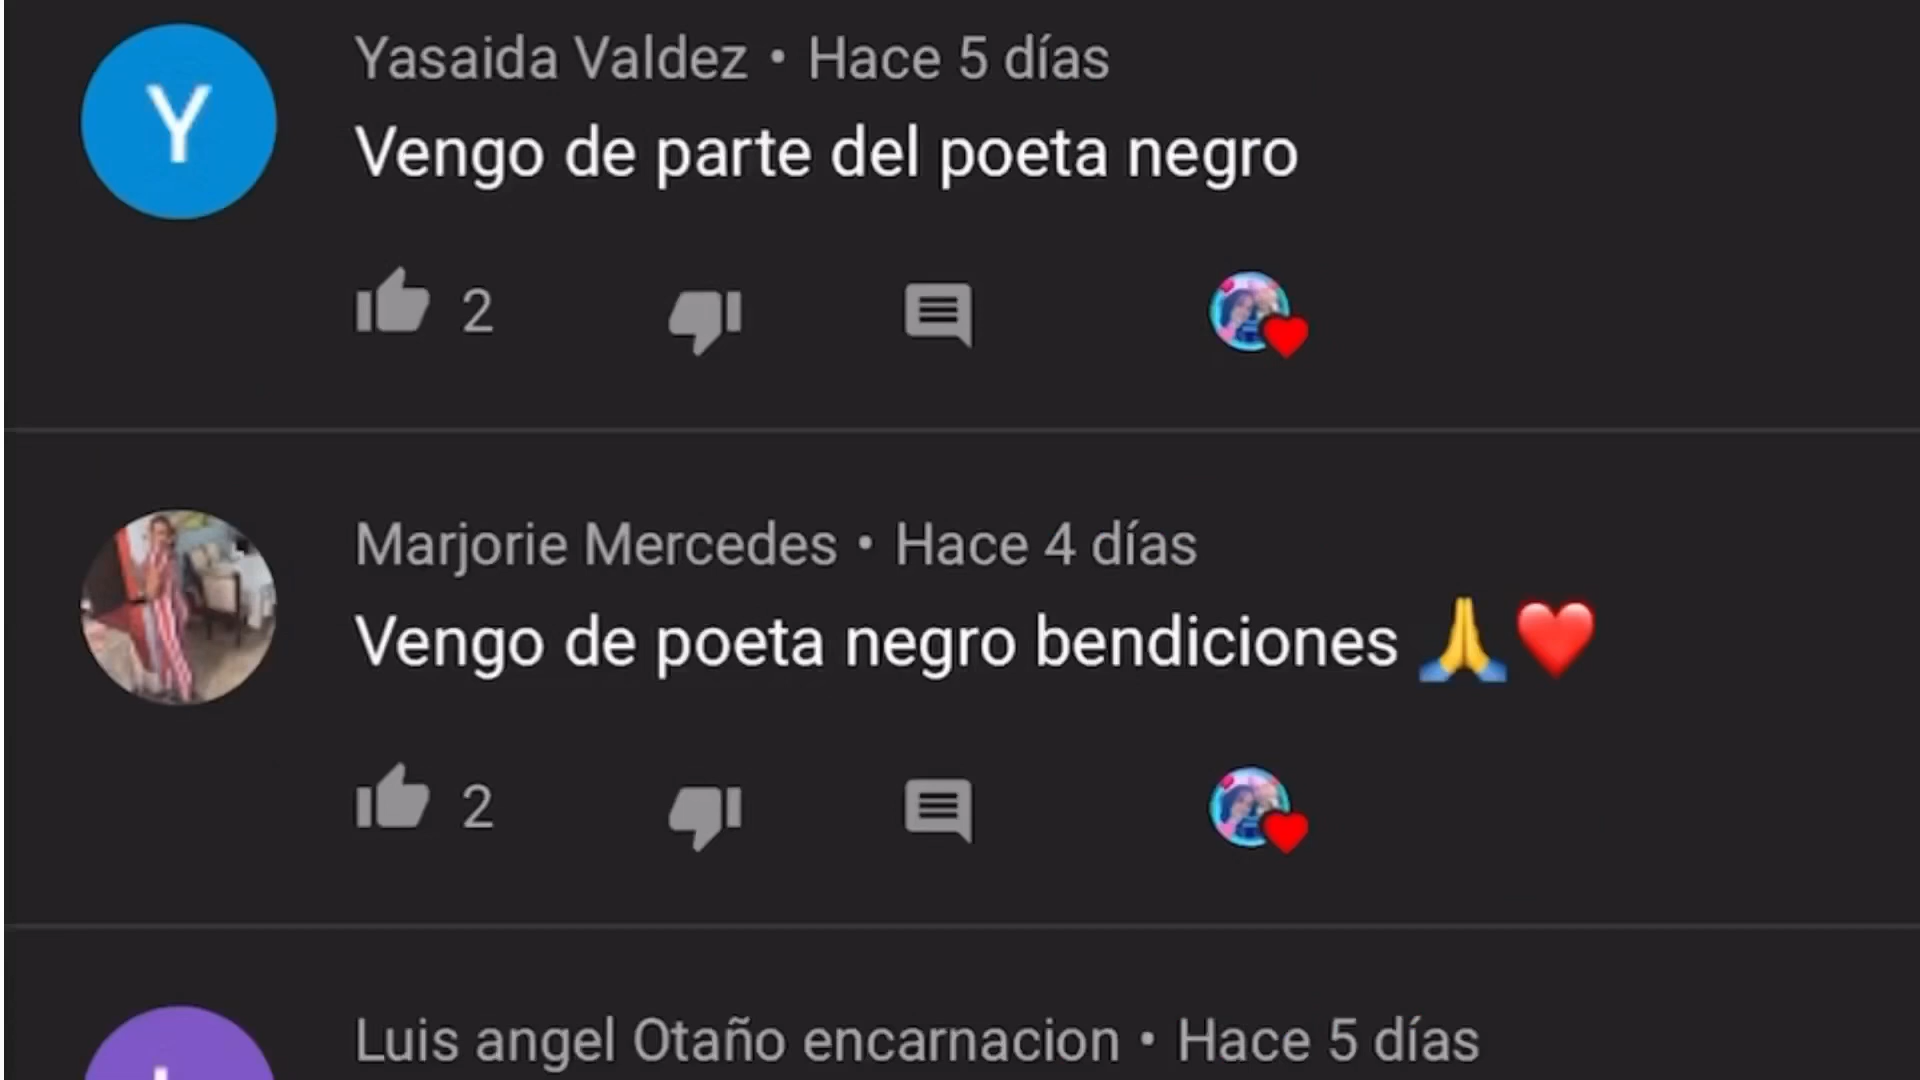 Y
Yasaida Valdez • Hace 5 días
Vengo de parte del poeta negro
2
Marjorie Mercedes • Hace 4 días
Vengo de poeta negro bendiciones 🙏❤️
2
Luis angel Otaño encarnacion • Hace 5 días